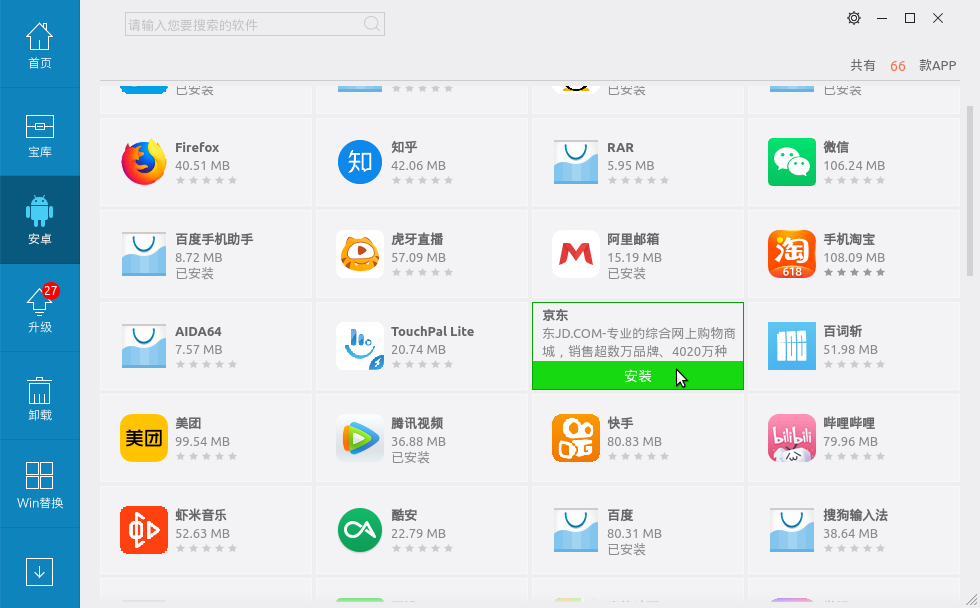 首页
宝库
安卓
27
升级
卸载
Win替换
请输入您要搜索的软件
共有 66 款APP
已安装
已安装
已安装
Firefox
40.51 MB
知
知乎
42.06 MB
RAR
5.95 MB
微信
106.24 MB
百度手机助手
8.72 MB
已安装
虎牙直播
57.09 MB
阿里邮箱
15.19 MB
已安装
淘
618
手机淘宝
108.09 MB
AIDA64
7.57 MB
TouchPal Lite
20.74 MB
京东
东JD.COM-专业的综合网上购物商
城，销售超数万品牌、4020万种
安装
百词斩
51.98 MB
美团
美团
99.54 MB
腾讯视频
36.88 MB
已安装
快手
80.83 MB
bilibili
哔哩哔哩
79.96 MB
虾米音乐
52.63 MB
酷安
22.79 MB
百度
80.31 MB
已安装
搜狗输入法
38.64 MB